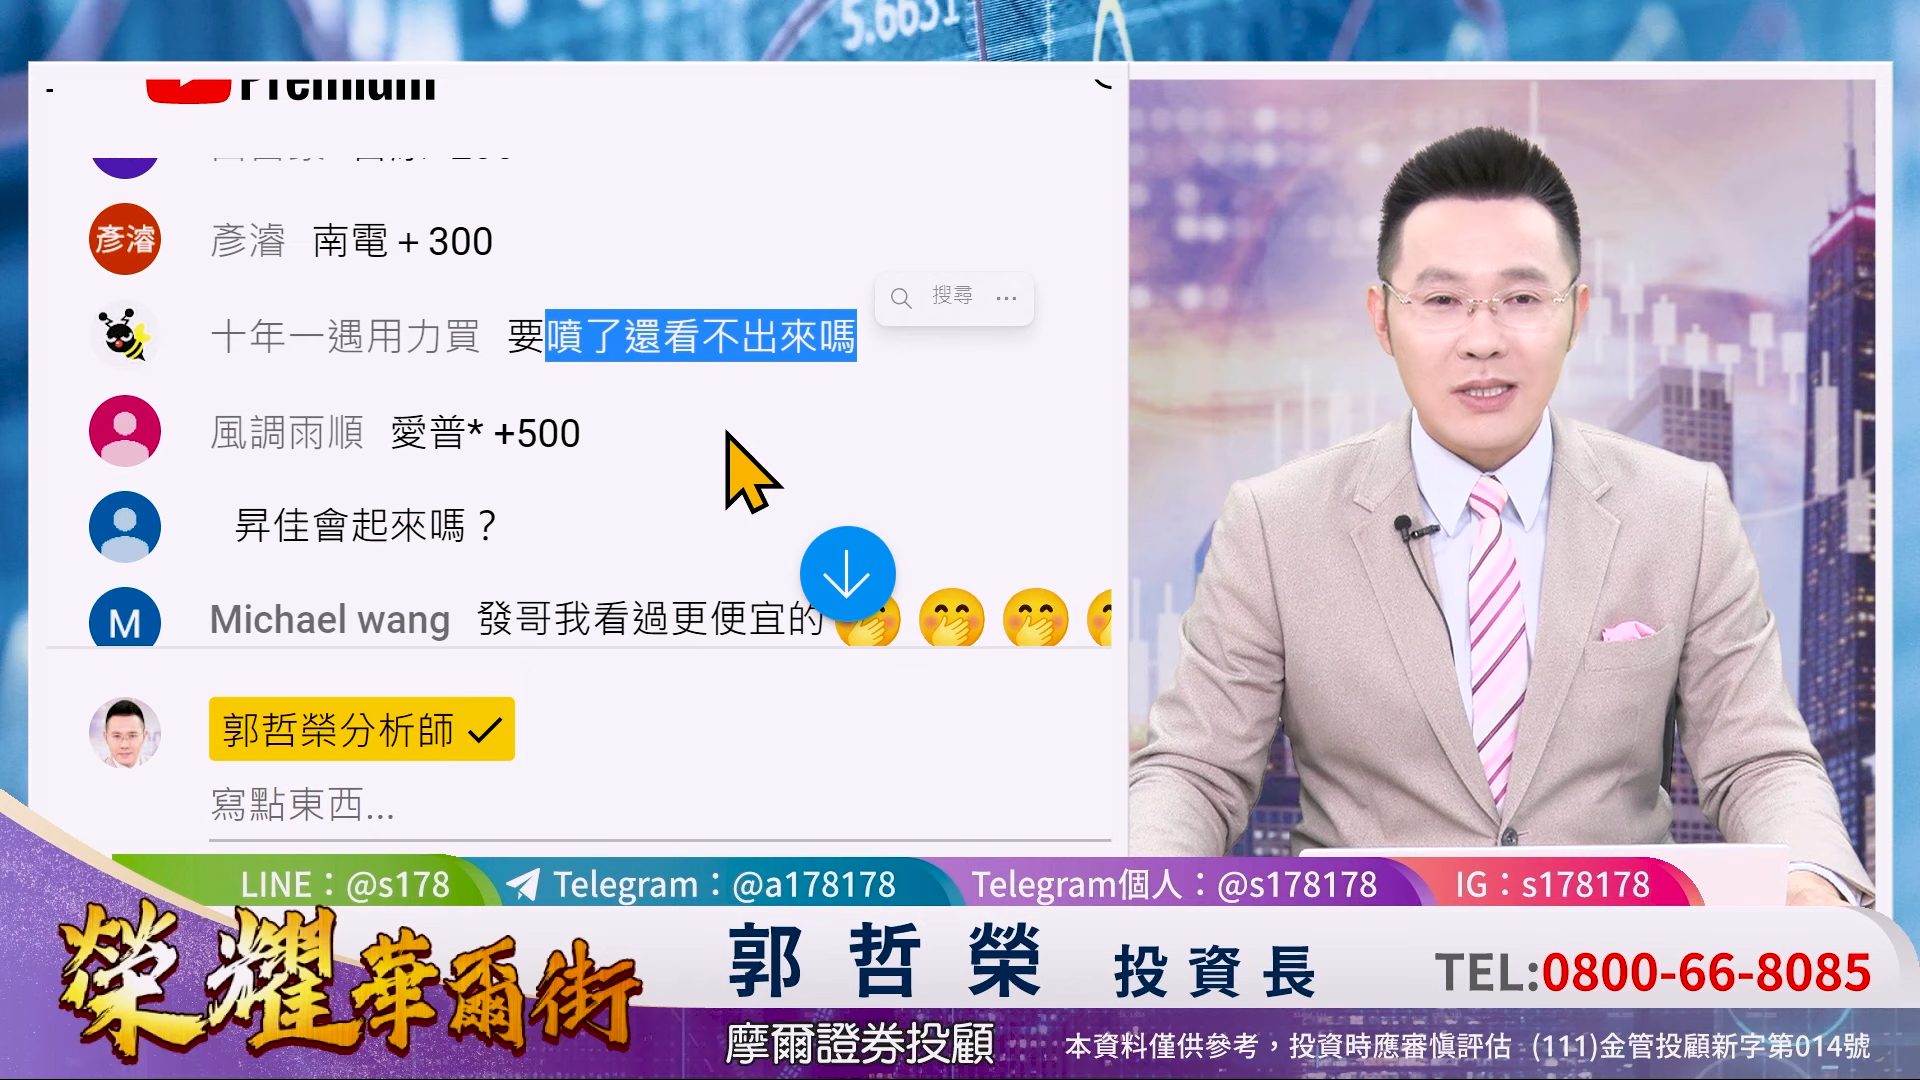 5.6631
Premium
彥濬
彥濬 南電 + 300
十年一遇用力買 要噴了還看不出來嗎
搜尋 ...
風調雨順 愛普* +500
昇佳會起來嗎？
M
Michael wang 發哥我看過更便宜的
郭哲榮分析師
寫點東西...
LINE：@s178
Telegram：@a178178
Telegram個人：@s178178
IG：s178178
榮耀華爾街
郭哲榮 投資長
TEL:0800-66-8085
摩爾證券投顧
本資料僅供參考，投資時應審慎評估 (111)金管投顧新字第014號